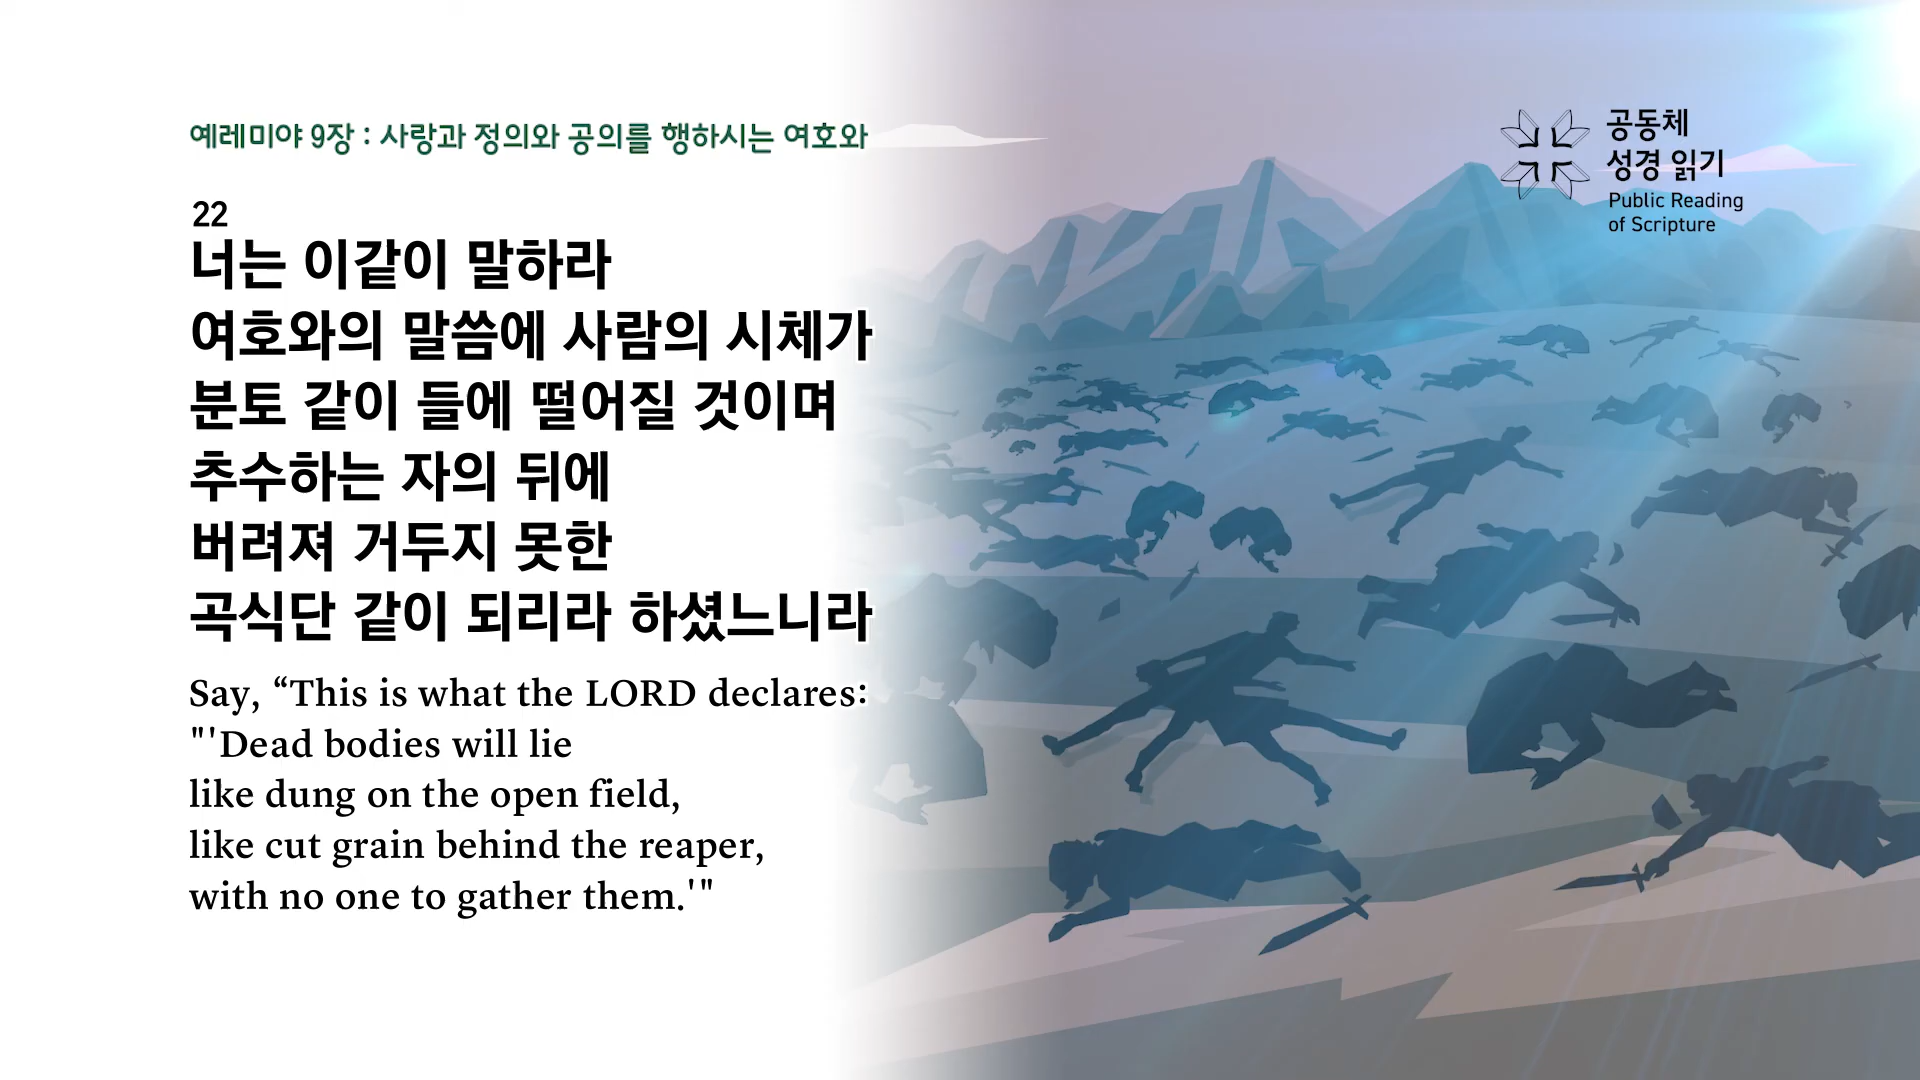 예레미야 9장 : 사랑과 정의와 공의를 행하시는 여호와
22
너는 이같이 말하라
여호와의 말씀에 사람의 시체가
분토 같이 들에 떨어질 것이며
추수하는 자의 뒤에
버려져 거두지 못한
곡식단 같이 되리라 하셨느니라
Say, “This is what the LORD declares:
"'Dead bodies will lie
like dung on the open field,
like cut grain behind the reaper,
with no one to gather them.'"
공동체
성경 읽기
Public Reading
of Scripture